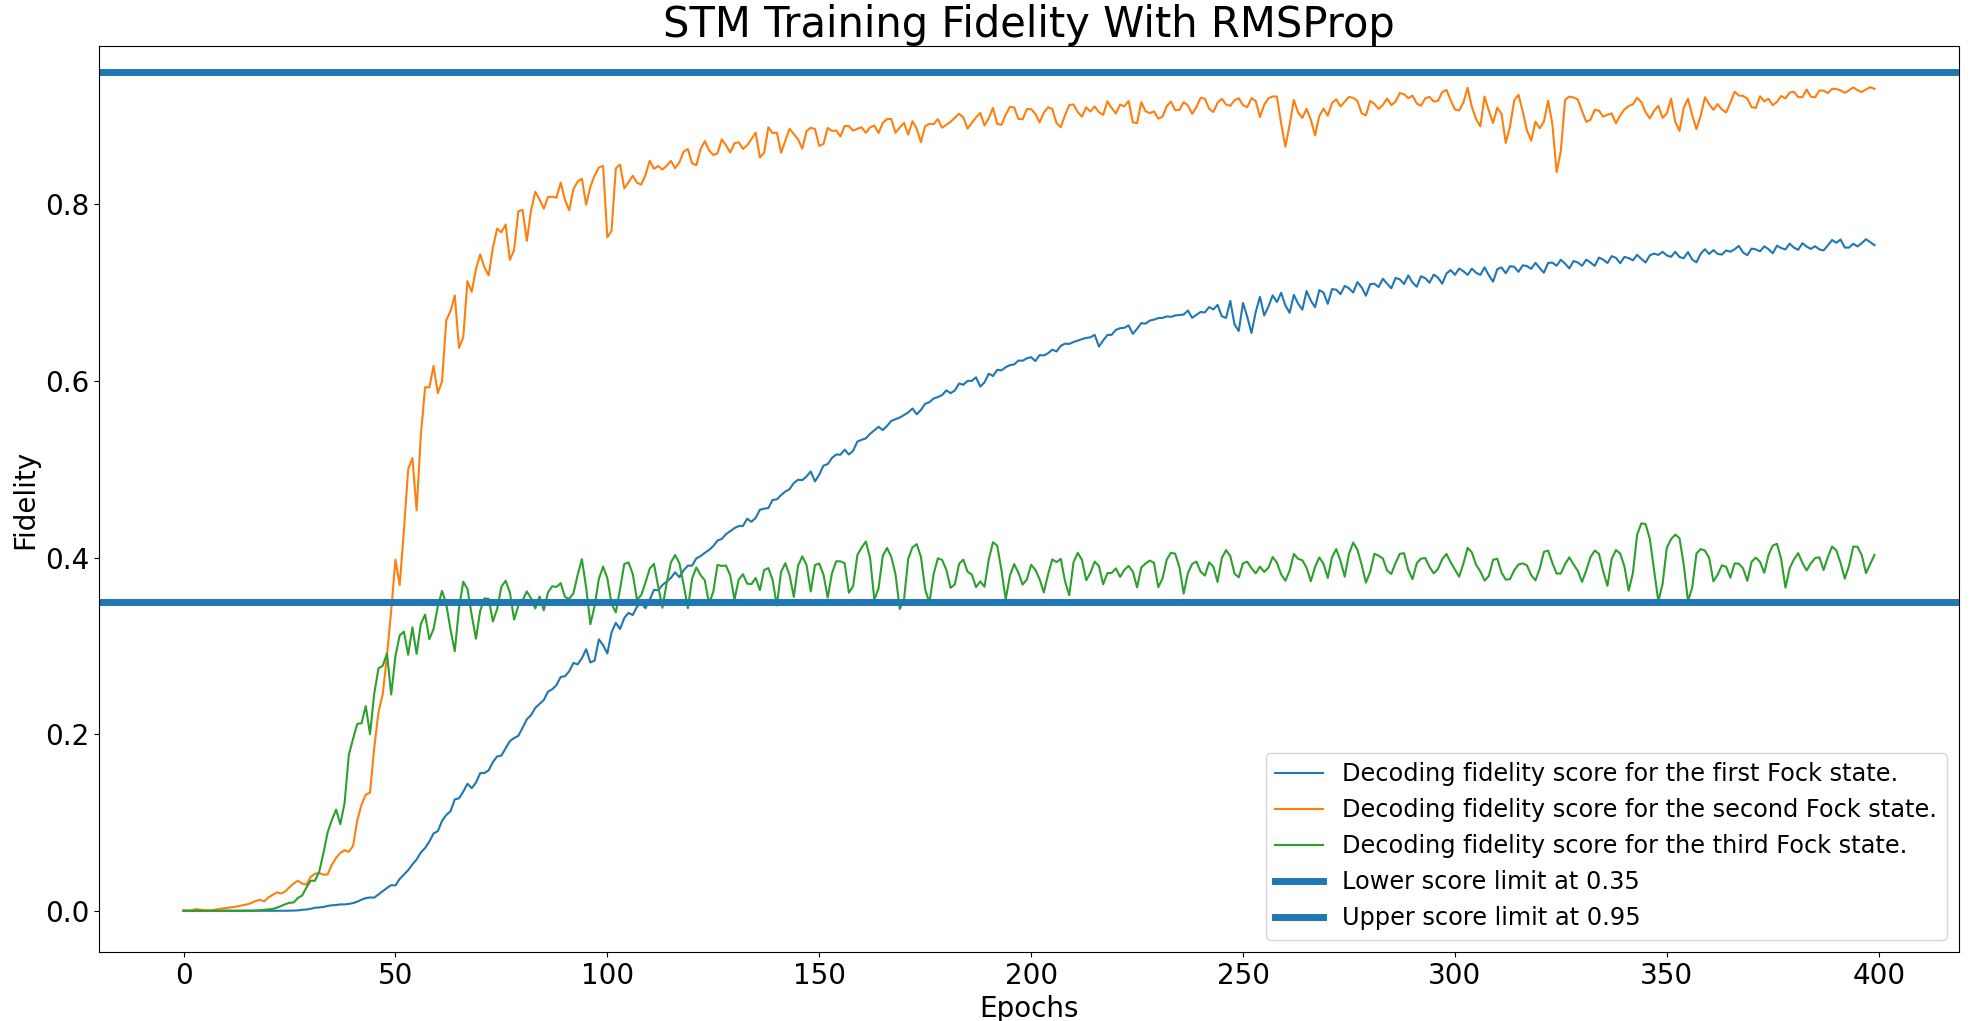 STM Training Fidelity With RMSProp
Fidelity
0.8
0.6
0.4
0.2
0.0
0 50 100 150 200 250 300 350 400
Epochs
Decoding fidelity score for the first Fock state.
Decoding fidelity score for the second Fock state.
Decoding fidelity score for the third Fock state.
Lower score limit at 0.35
Upper score limit at 0.95